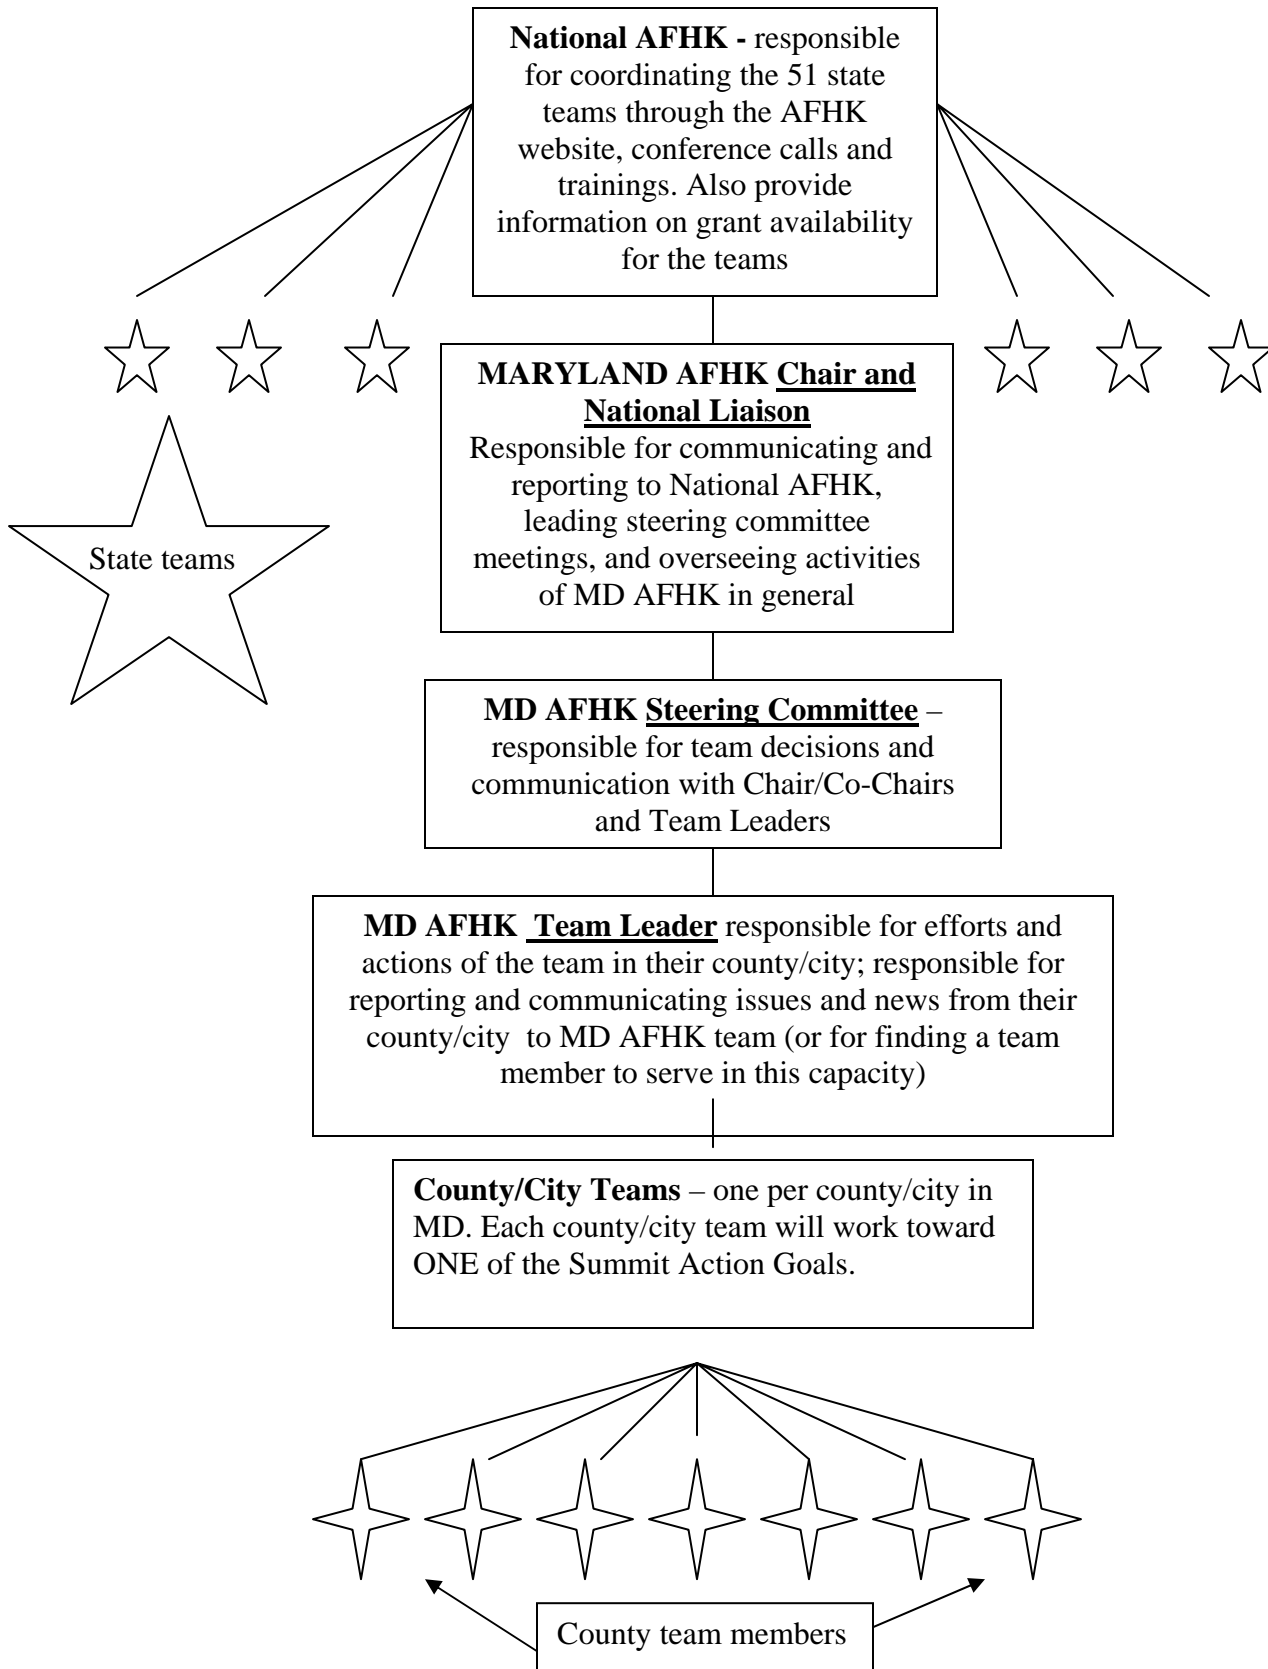 National AFHK - responsible
for coordinating the 51 state
teams through the AFHK
website, conference calls and
trainings. Also provide
information on grant availability
for the teams
MARYLAND AFHK Chair and
National Liaison
Responsible for communicating and
reporting to National AFHK,
leading steering committee
meetings, and overseeing activities
of MD AFHK in general
State teams
MD AFHK Steering Committee –
responsible for team decisions and
communication with Chair/Co-Chairs
and Team Leaders
MD AFHK Team Leader responsible for efforts and
actions of the team in their county/city; responsible for
reporting and communicating issues and news from their
county/city to MD AFHK team (or for finding a team
member to serve in this capacity)
County/City Teams – one per county/city in
MD. Each county/city team will work toward
ONE of the Summit Action Goals.
County team members